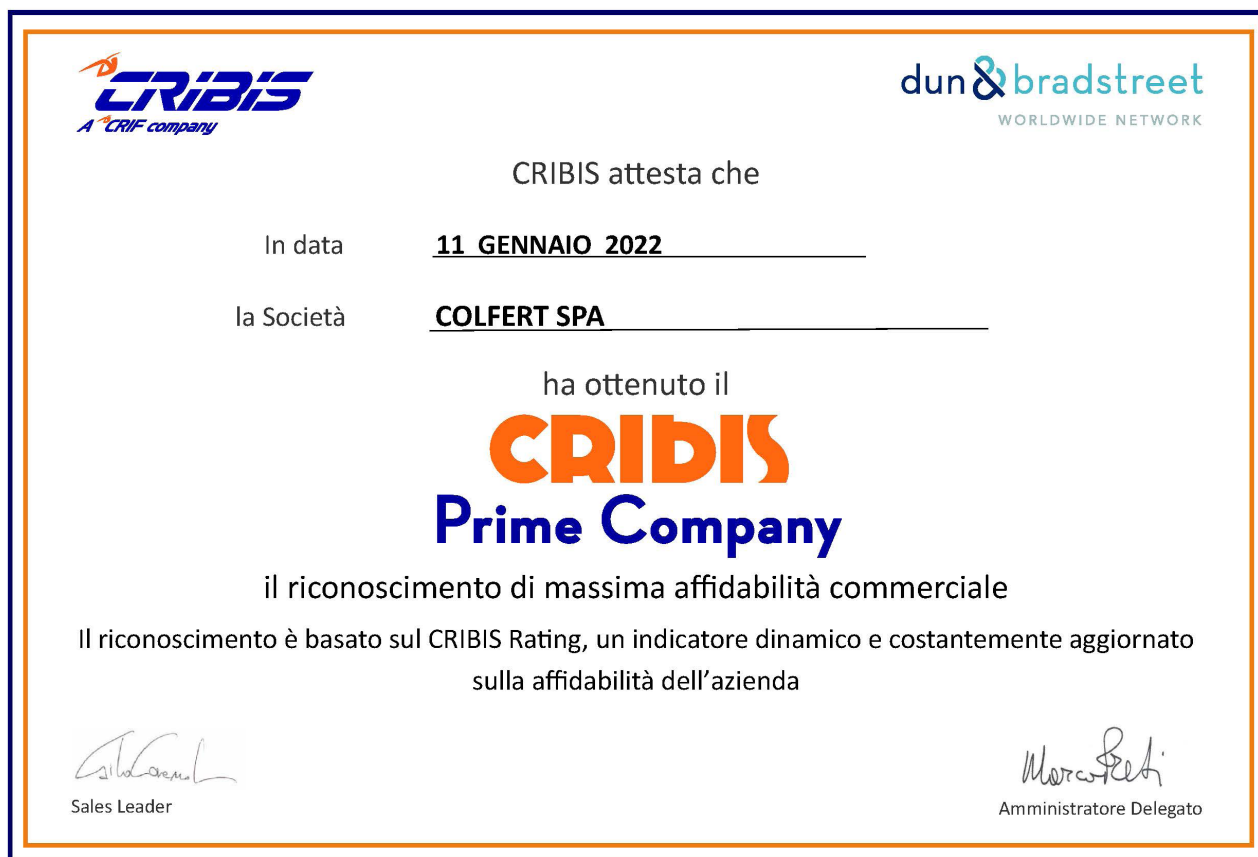 CRIBIS
A CRIF company
dun & bradstreet
WORLDWIDE NETWORK
CRIBIS attesta che
In data 11 GENNAIO 2022
la Società COLFERT SPA
ha ottenuto il
CRIBIS
Prime Company
il riconoscimento di massima affidabilità commerciale
Il riconoscimento è basato sul CRIBIS Rating, un indicatore dinamico e costantemente aggiornato
sulla affidabilità dell'azienda
Marco Preti
Sales Leader
Amministratore Delegato